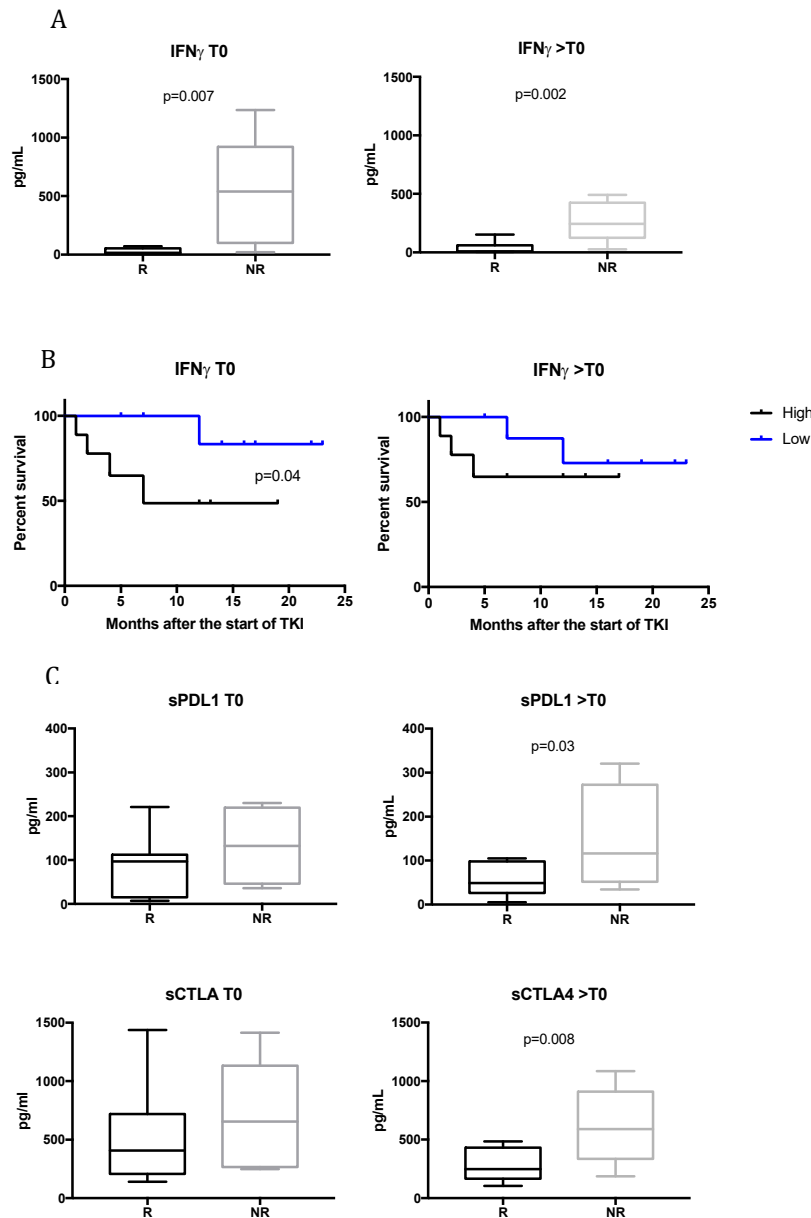 A
IFNγ T0
IFNγ >T0
p=0.007
p=0.002
1500
1000
500
0
pg/mL
R
NR
1500
1000
500
0
pg/mL
R
NR
B
IFNγ T0
IFNγ >T0
100
50
0
Percent survival
p=0.04
0 5 10 15 20 25
Months after the start of TKI
100
50
0
Percent survival
0 5 10 15 20 25
Months after the start of TKI
High
Low
C
sPDL1 T0
sPDL1 >T0
400
300
200
100
0
pg/ml
R
NR
p=0.03
400
300
200
100
0
pg/mL
R
NR
sCTLA T0
sCTLA4 >T0
1500
1000
500
0
pg/ml
R
NR
p=0.008
1500
1000
500
0
pg/mL
R
NR